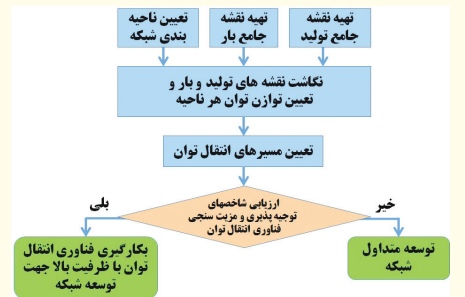 تهیه نقشه
جامع تولید
تهیه نقشه
جامع بار
تعیین ناحیه
بندی شبکه
نگاشت نقشه های تولید و بار و
تعیین توازن توان هر ناحیه
تعیین مسیرهای انتقال توان
ارزیابی شاخصهای
توجیه پذیری و مزیت سنجی
فناوری انتقال توان
خیر
بلی
توسعه متداول
شبکه
بکارگیری فناوری انتقال
توان با ظرفیت بالا جهت
توسعه شبکه